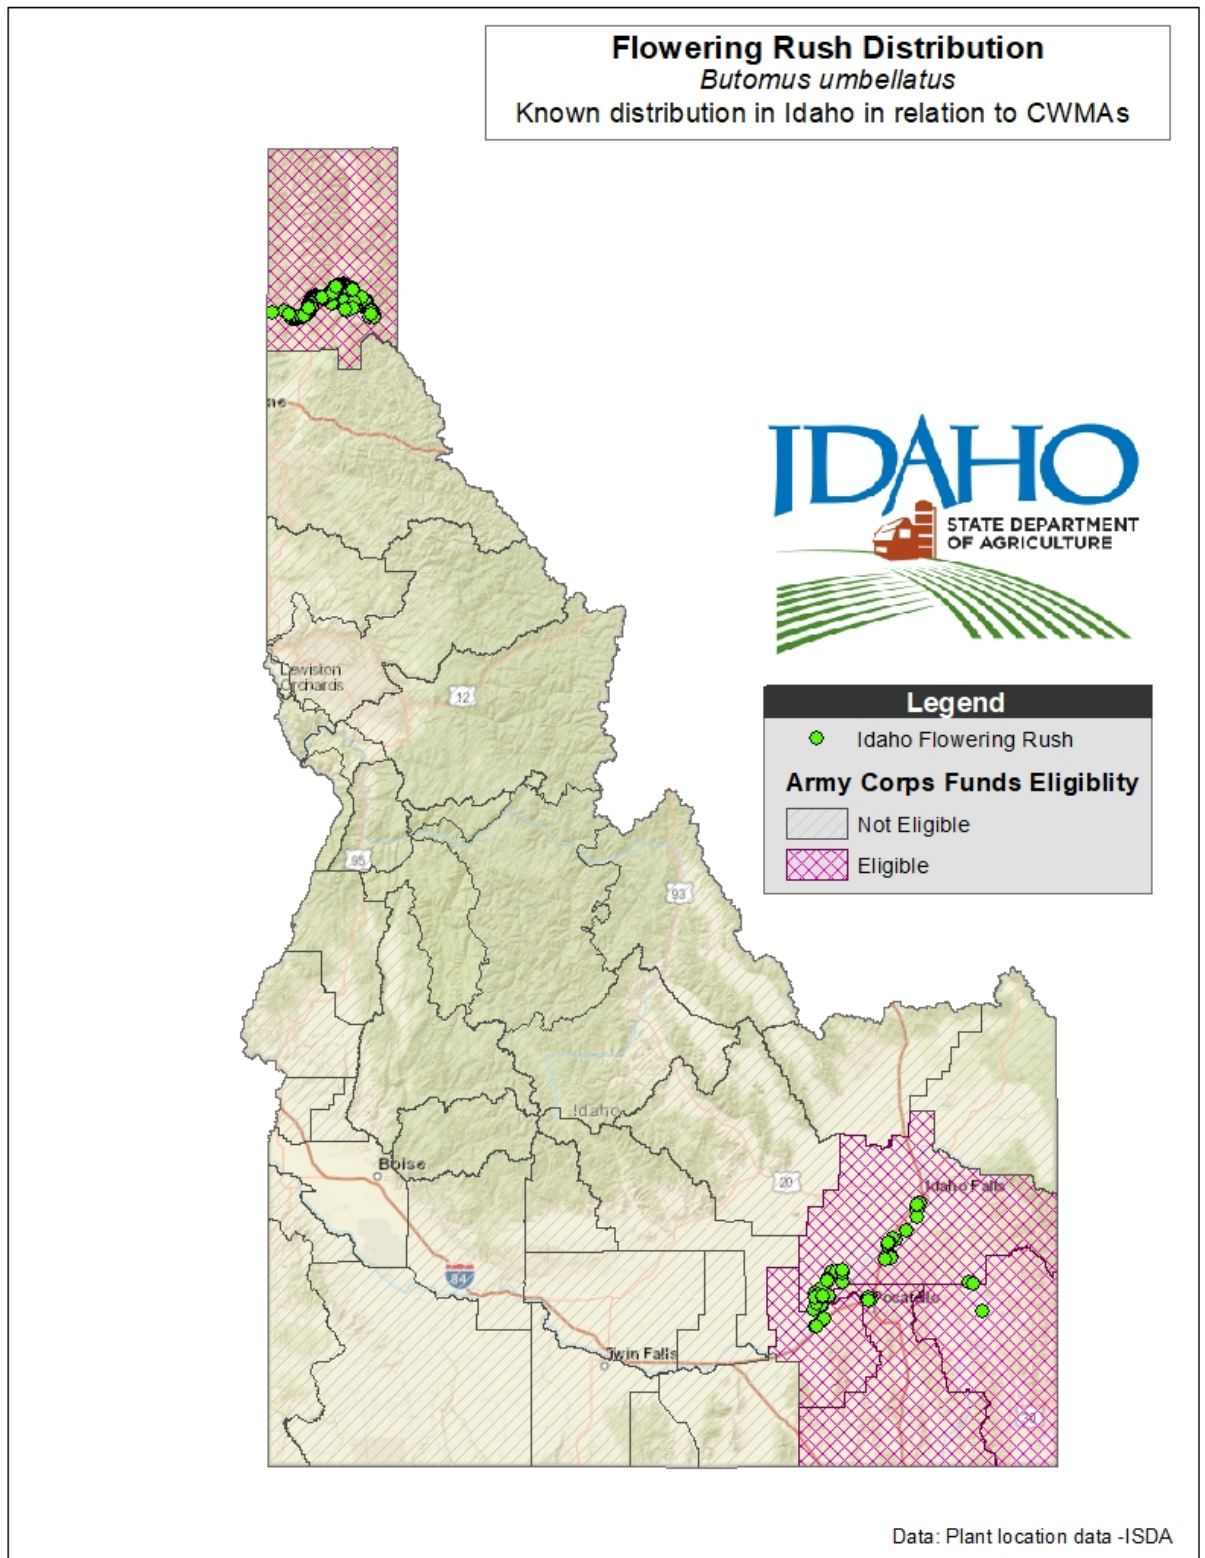 Flowering Rush Distribution
Butomus umbellatus
Known distribution in Idaho in relation to CWMAs
ne
IDAHO
STATE DEPARTMENT
OF AGRICULTURE
Lewiston
Orchards
12
Legend
Idaho Flowering Rush
Army Corps Funds Eligiblity
Not Eligible
Eligible
95
93
Idaho
Boise
20
Idaho Falls
84
Pocatello
Twin Falls
30
Data: Plant location data -ISDA